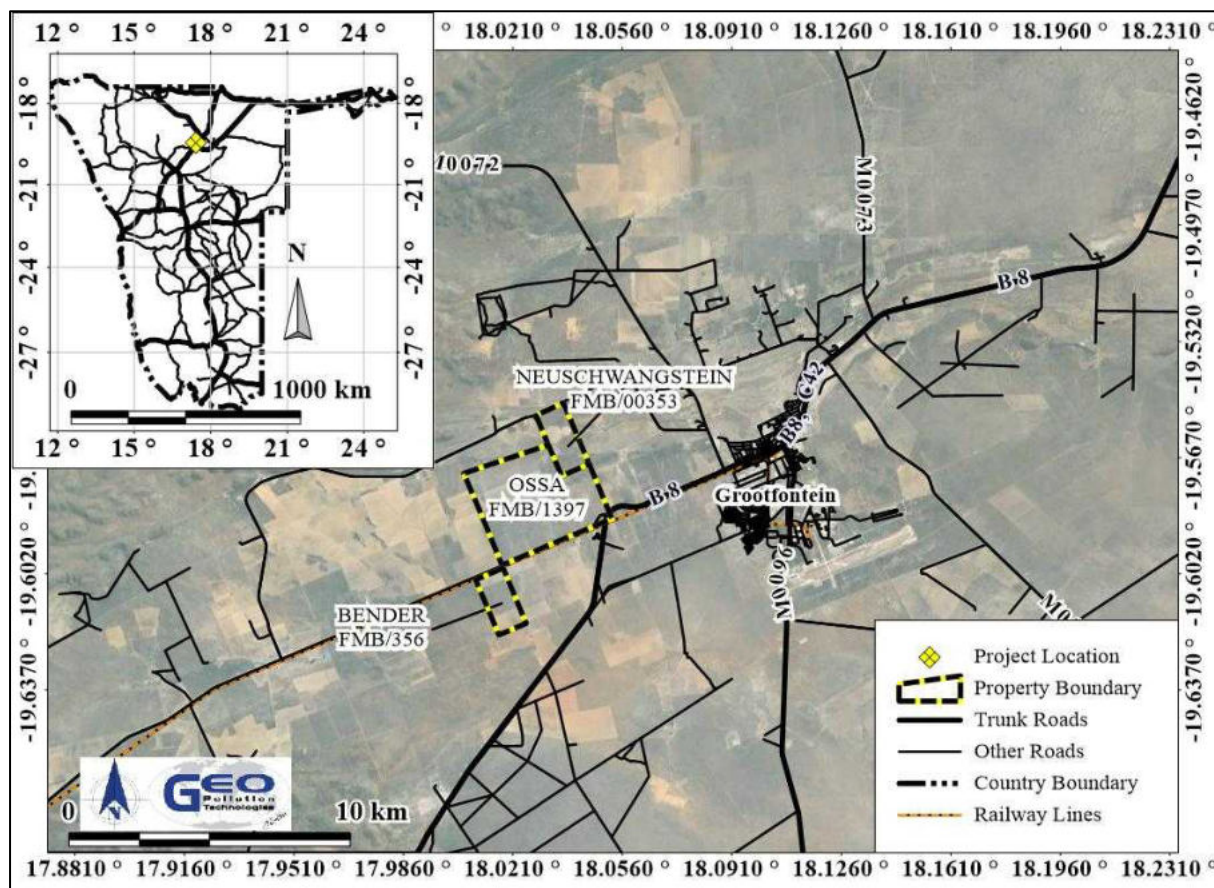 12 ° 15 ° 18 ° 21 ° 24 °
18.0210 ° 18.0560 ° 18.0910 ° 18.1260 ° 18.1610 ° 18.1960 ° 18.2310 °
-18 °
-21 °
-24 °
-27 °
N
0 1000 km
12 ° 15 ° 18 ° 21 ° 24 °
-18 °
-21 °
-24 °
-27 °
M0072
M0073
B 8
B8, C42
NEUSCHWANGSTEIN
FMB/00353
OSSA
FMB/1397
B 8
Grootfontein
M0096
BENDER
FMB/356
-19.4620 °
-19.4970 °
-19.5320 °
-19.5670 °
-19.6020 °
-19.6370 °
-19.6020 °
-19.6370 °
Project Location
Property Boundary
Trunk Roads
Other Roads
Country Boundary
Railway Lines
N
GEO
Pollution
Technologies
0 10 km
17.8810 ° 17.9160 ° 17.9510 ° 17.9860 ° 18.0210 ° 18.0560 ° 18.0910 ° 18.1260 ° 18.1610 ° 18.1960 ° 18.2310 °